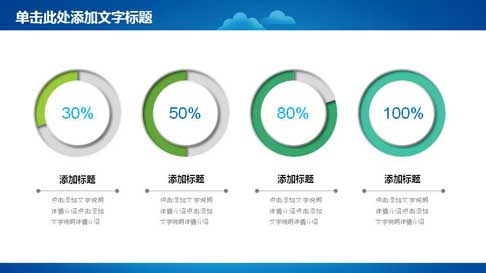 单击此处添加文字标题
30%
50%
80%
100%
添加标题
添加标题
添加标题
添加标题
点击添加文字说明
详情介绍点击添加
文字说明详情介绍
点击添加文字说明
详情介绍点击添加
文字说明详情介绍
点击添加文字说明
详情介绍点击添加
文字说明详情介绍
点击添加文字说明
详情介绍点击添加
文字说明详情介绍